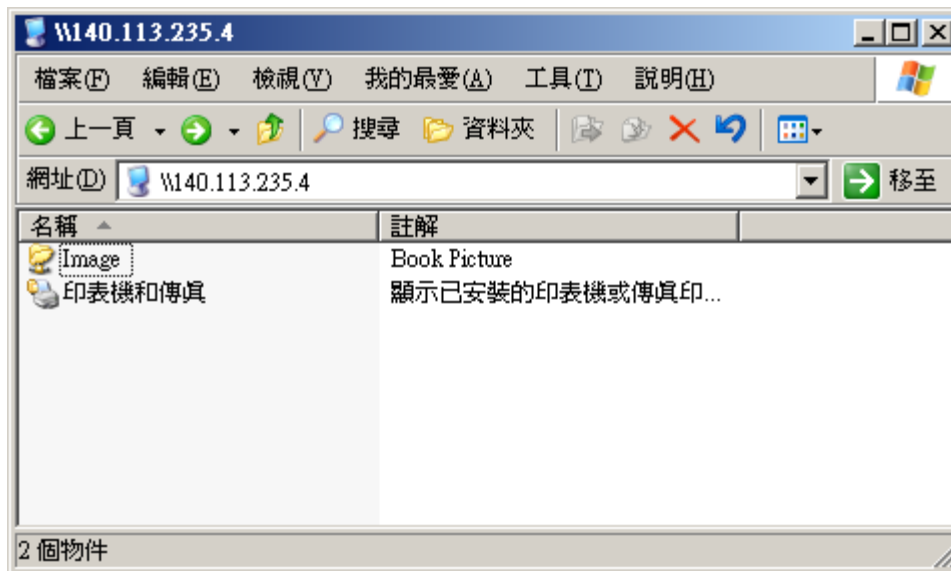 \\140.113.235.4
檔案(F) 編輯(E) 檢視(V) 我的最愛(A) 工具(T) 說明(H)
上一頁 搜尋 資料夾
網址(D) \\140.113.235.4 移至
名稱 註解
Image Book Picture
印表機和傳真 顯示已安裝的印表機或傳真印...
2 個物件